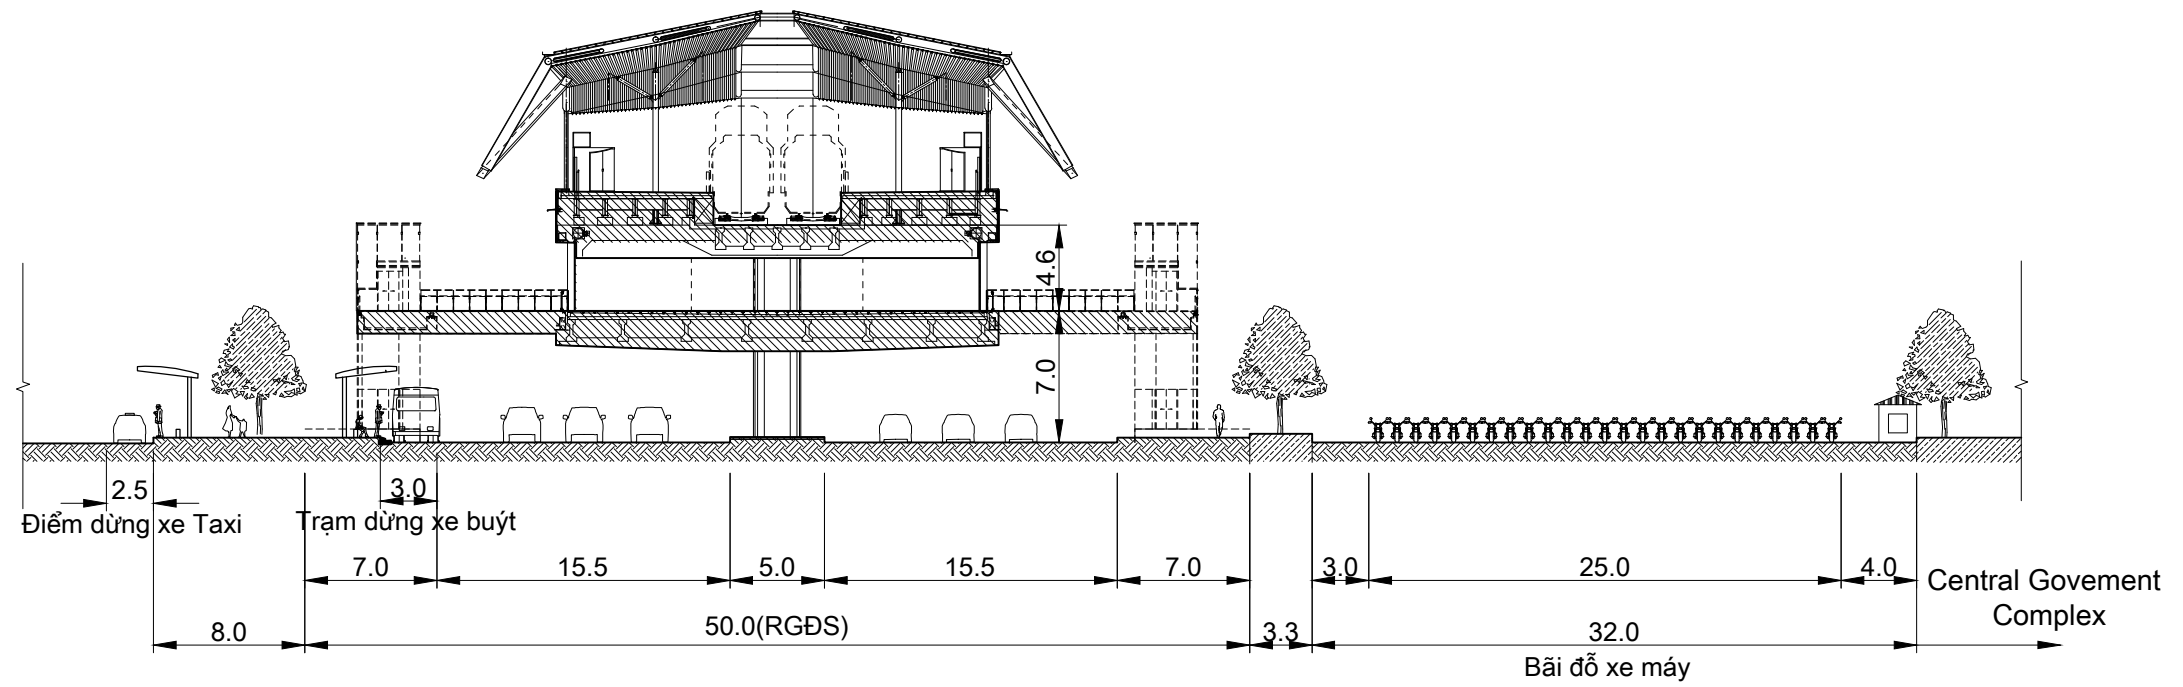 4.6
7.0
2.5
3.0
Điểm dừng xe Taxi
Trạm dừng xe buýt
7.0
15.5
5.0
15.5
7.0
3.0
25.0
4.0
Central Govement
Complex
8.0
50.0(RGĐS)
3.3
32.0
Bãi đỗ xe máy